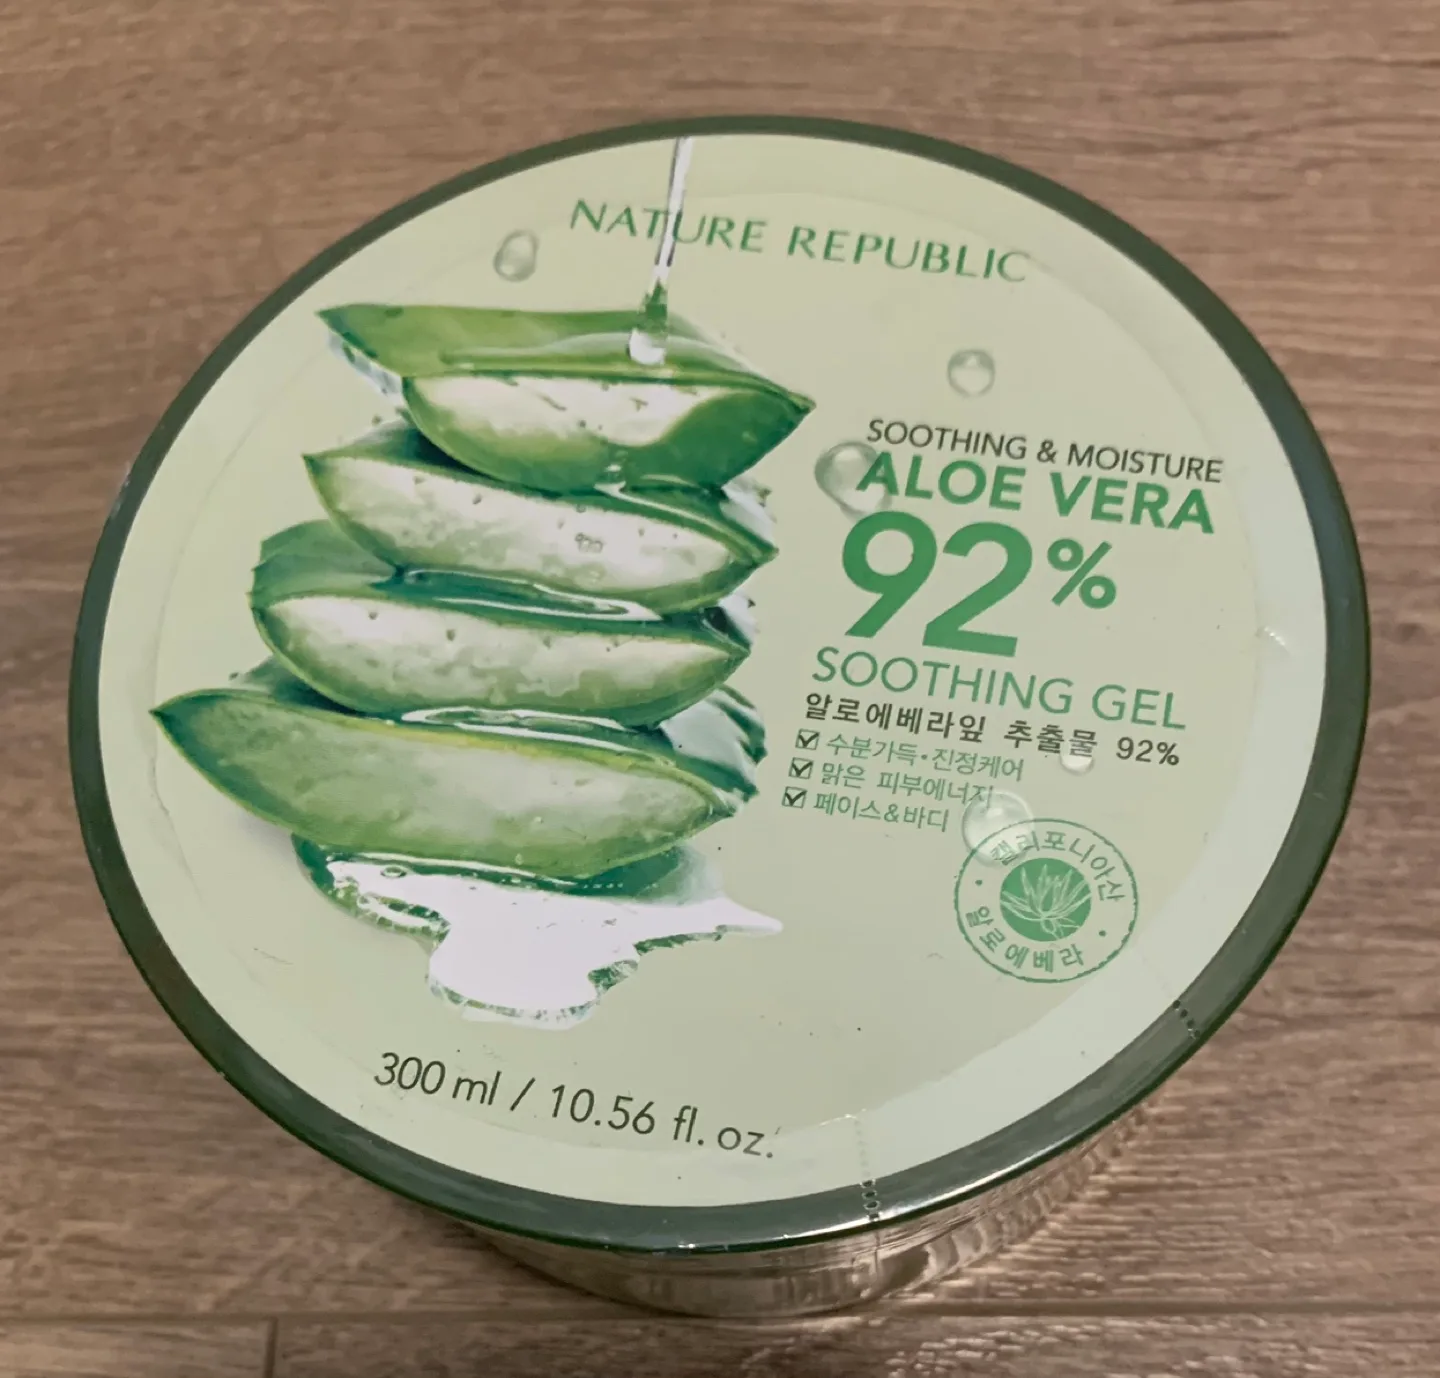 NATURE REPUBLIC
SOOTHING & MOISTURE
ALOE VERA
92%
SOOTHING GEL
알로에베라잎 추출물 92%
☑ 수분가득·진정케어
☑ 맑은 피부에너지
☑ 페이스&바디
캘리포니아산
알로에베라
300 ml / 10.56 fl. oz.